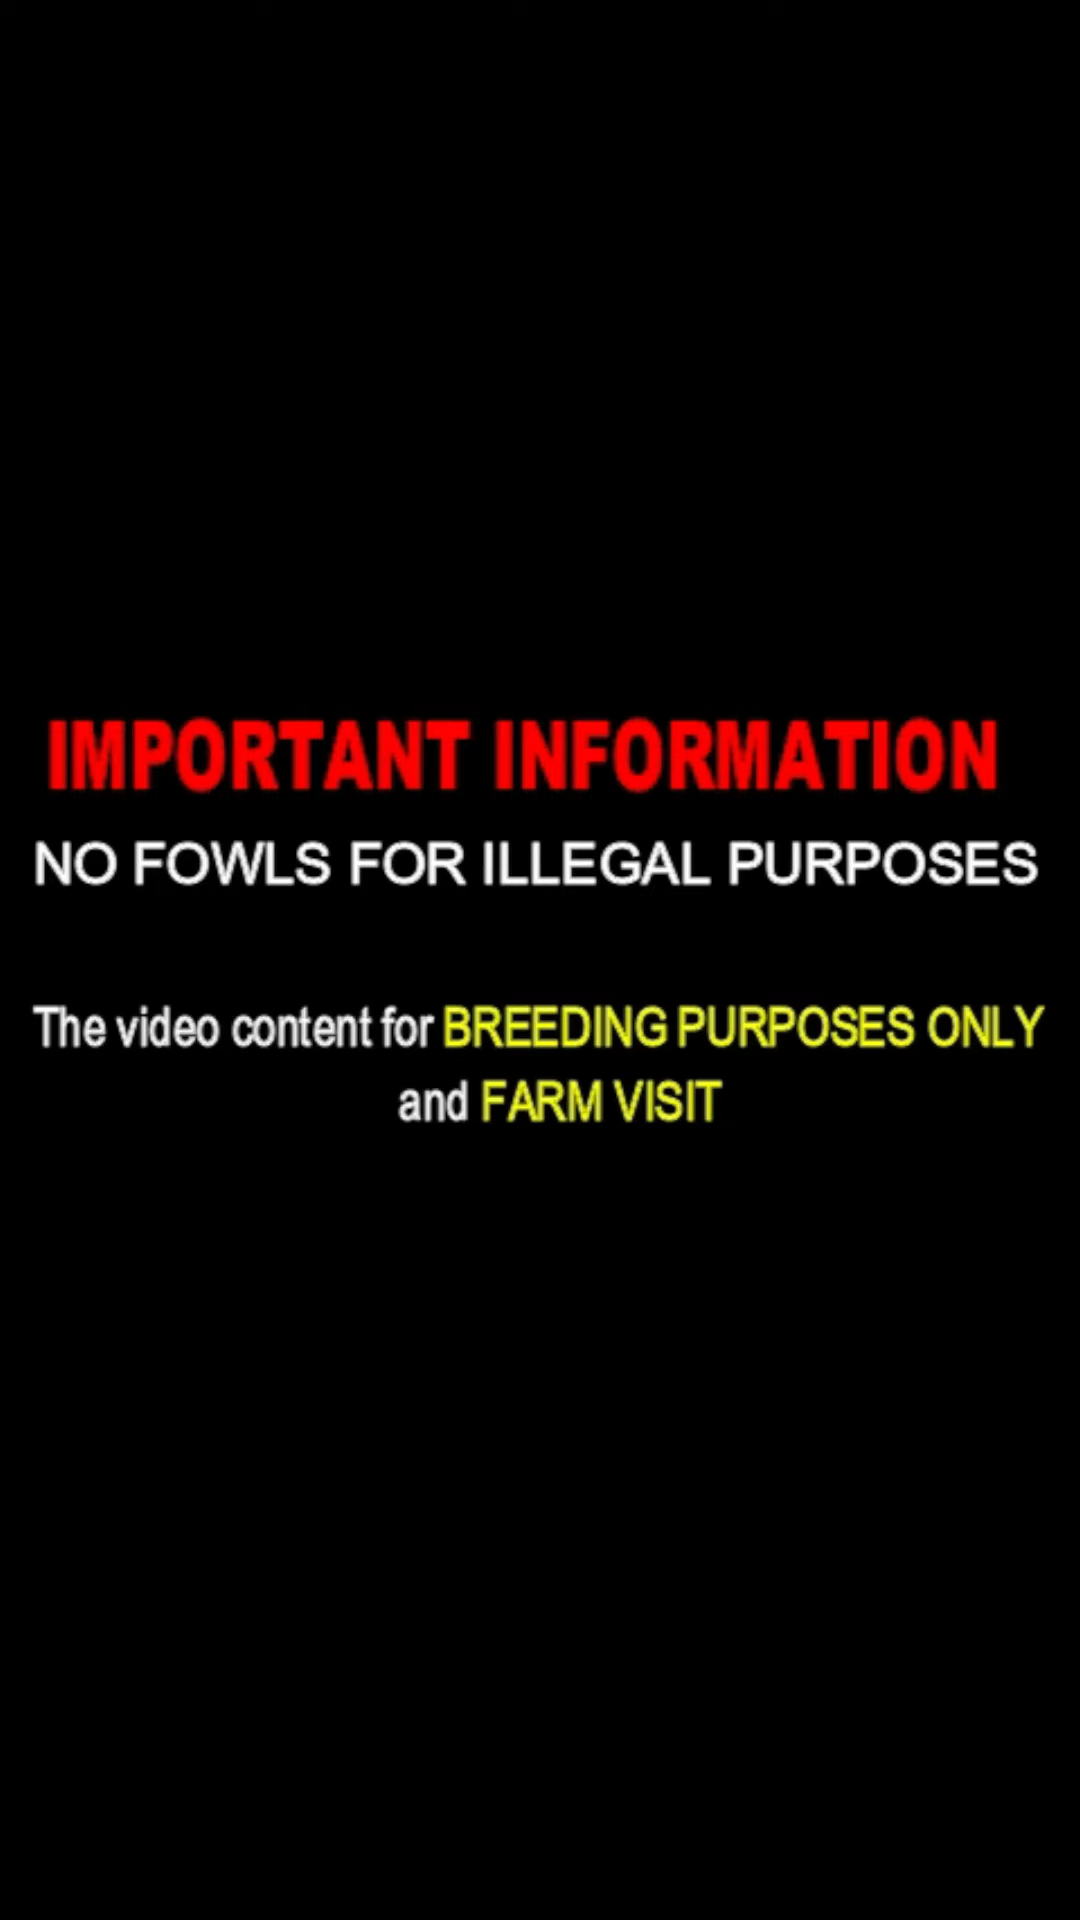 IMPORTANT INFORMATION
NO FOWLS FOR ILLEGAL PURPOSES
The video content for BREEDING PURPOSES ONLY
and FARM VISIT